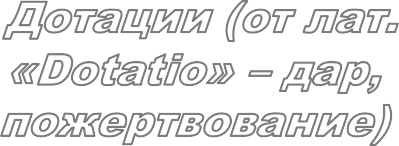 Дотации (от лат.
«Dotatio» – дар,
пожертвование)